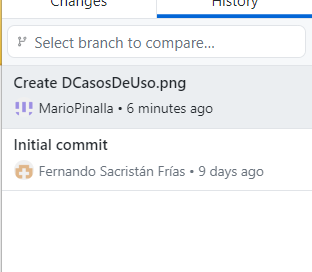 Changes
History
Select branch to compare...
Create DCasosDeUso.png
MarioPinalla • 6 minutes ago
Initial commit
Fernando Sacristán Frías • 9 days ago